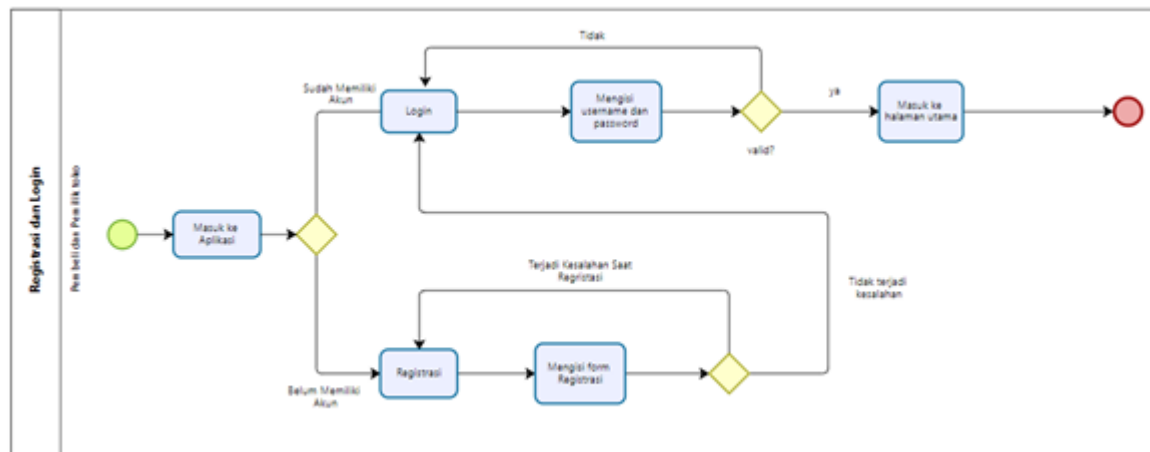 Registrasi dan Login
Pembeli dan Pemilik toko
Masuk ke
Aplikasi
Sudah Memiliki
Akun
Login
Mengisi
username dan
password
Tidak
valid?
ya
Masuk ke
halaman utama
Belum Memiliki
Akun
Registrasi
Mengisi form
Registrasi
Terjadi Kesalahan Saat
Regristasi
Tidak terjadi
kesalahan